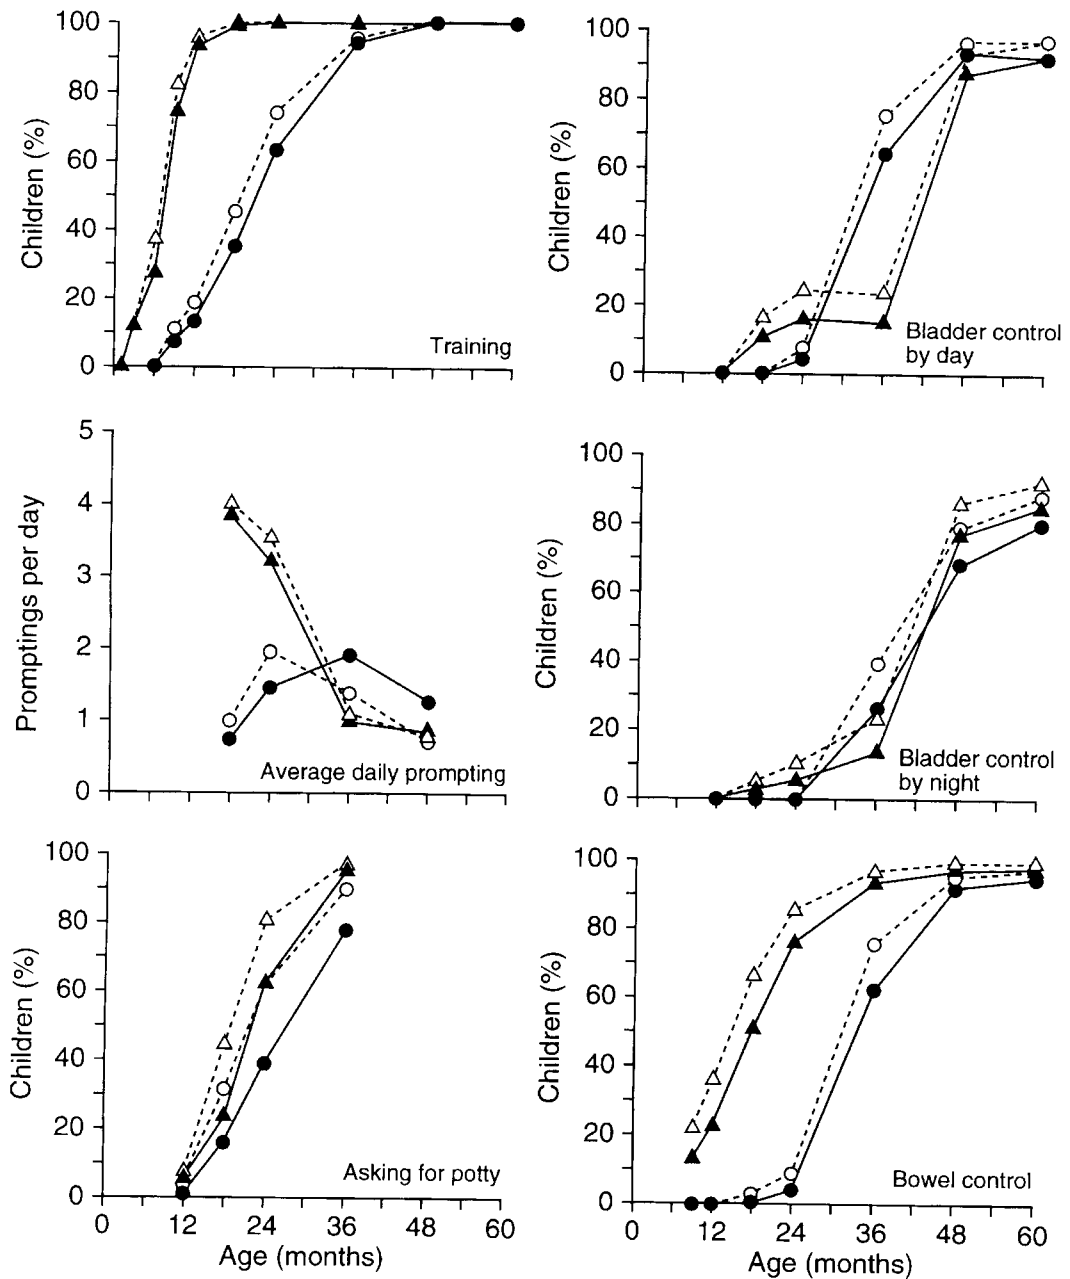 100
80
60
40
20
0
Children (%)
Training
100
80
60
40
20
0
Children (%)
Bladder control
by day
5
4
3
2
1
0
Promptings per day
Average daily prompting
100
80
60
40
20
0
Children (%)
Bladder control
by night
100
80
60
40
20
0
Children (%)
Asking for potty
0 12 24 36 48
Age (months)
100
80
60
40
20
0
Children (%)
Bowel control
0 12 24 36 48 60
Age (months)